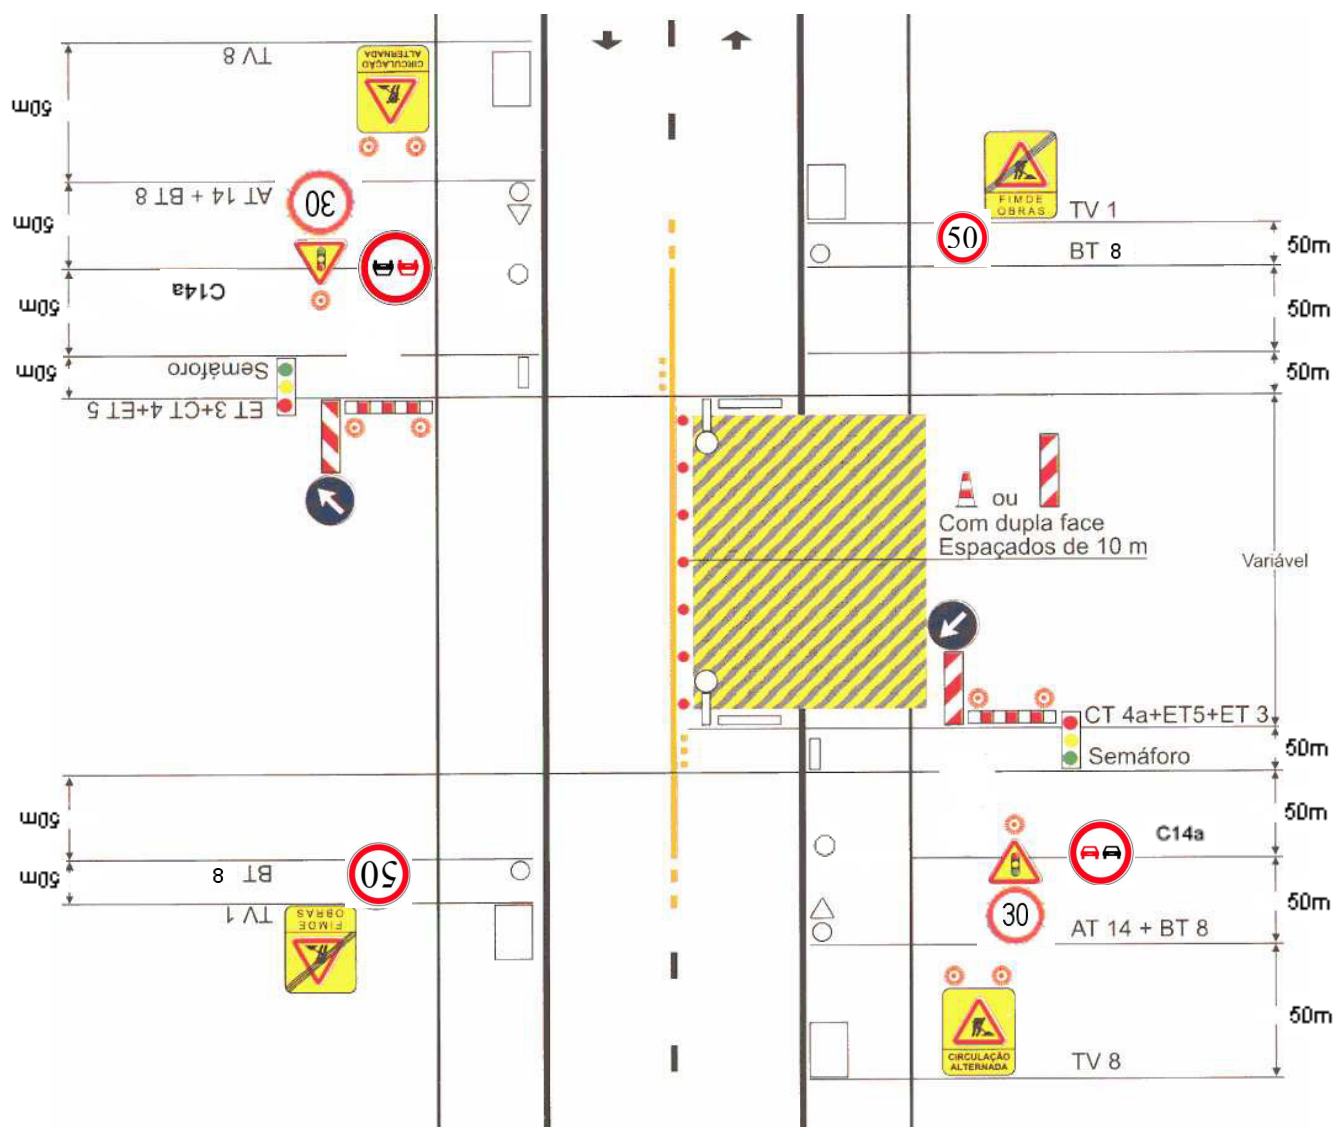 TV 8
CIRCULAÇÃO
ALTERNADA
50m
AT 14 + BT 8
30
50m
C14a
50m
Semáforo
50m
ET 3+CT 4+ET 5
FIM DE
OBRAS
TV 1
50
BT 8
50m
50m
50m
ou
Com dupla face
Espaçados de 10 m
Variável
CT 4a+ET5+ET 3
Semáforo
50m
50m
C14a
30
50m
AT 14 + BT 8
50m
CIRCULAÇÃO
ALTERNADA
TV 8
50m
50
BT 8
50m
TV 1
FIM DE
OBRAS